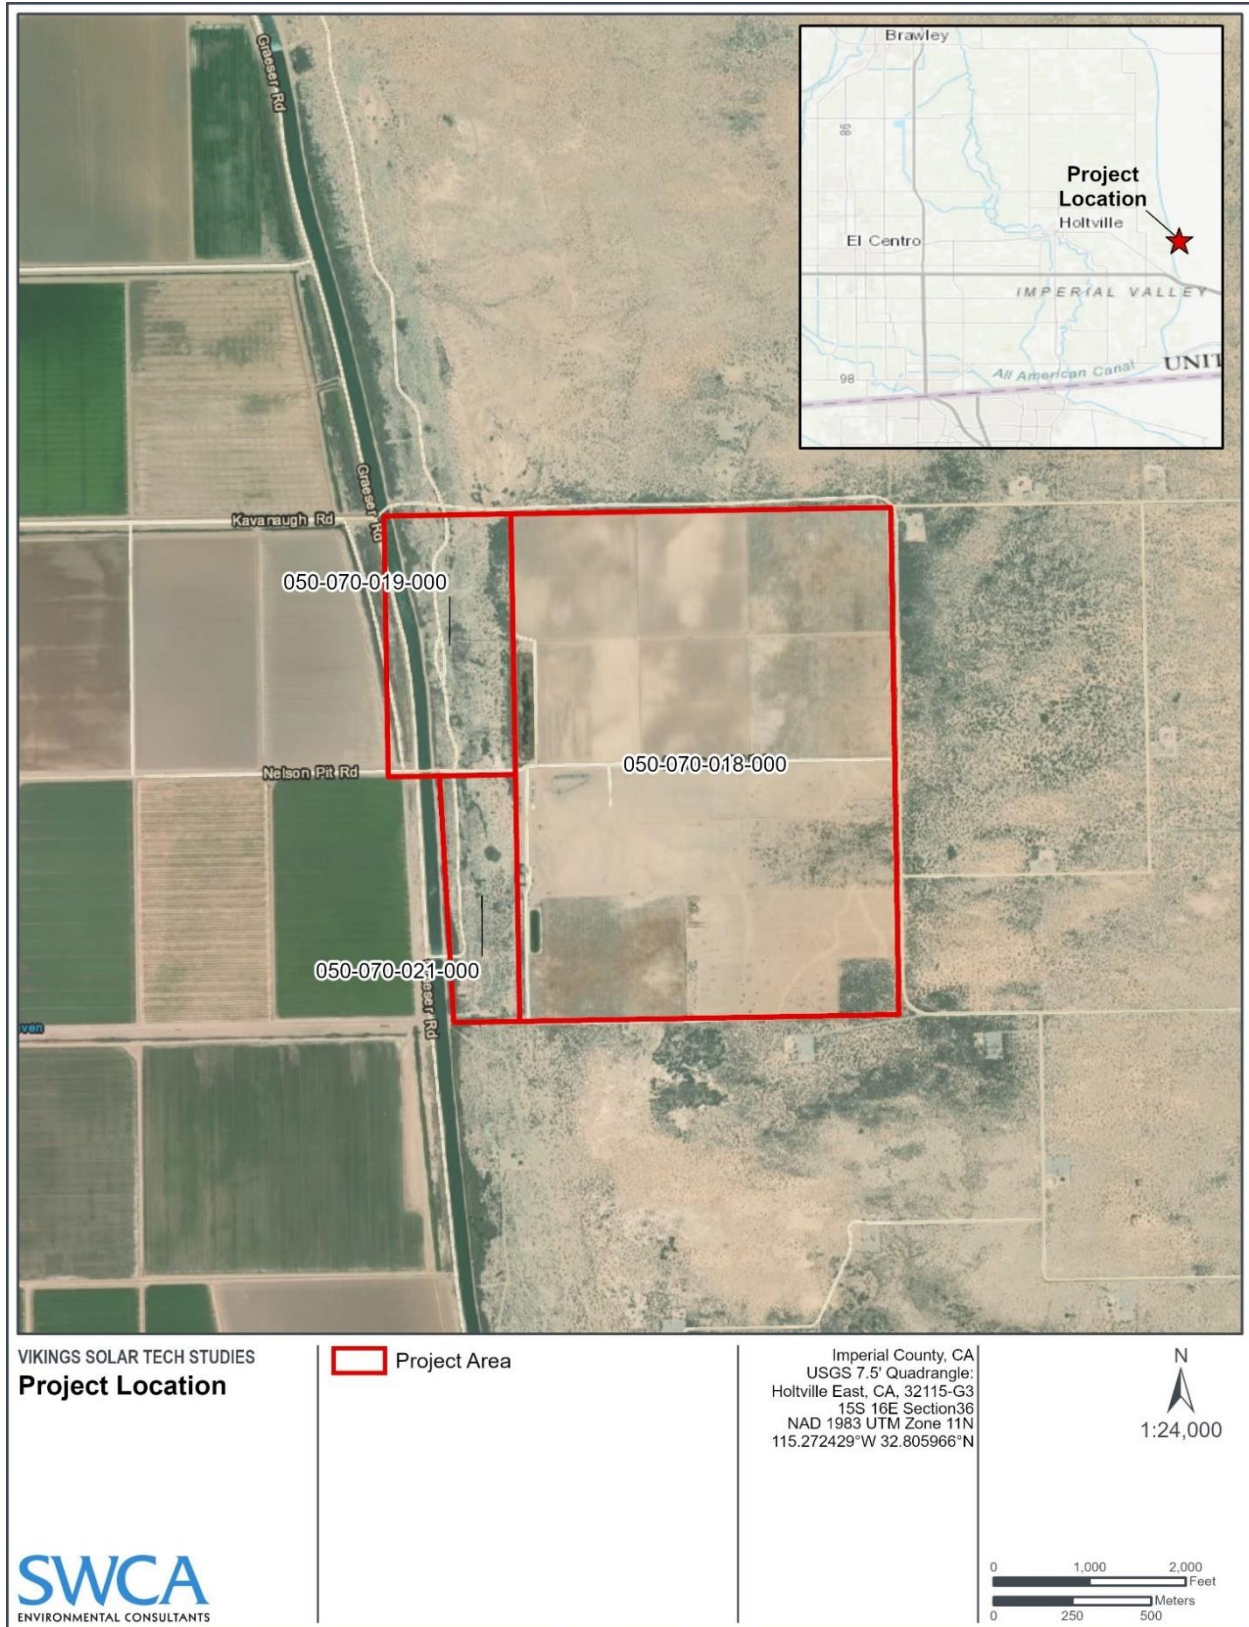 Graeser Rd
Brawley
86
Project
Location
Holtville
El Centro
IMPERIAL VALLEY
All American Canal
UNIT
98
Graeser Rd
Kavanaugh Rd
050-070-019-000
Nelson Pit Rd
050-070-018-000
050-070-021-000
eser Rd
ven
VIKINGS SOLAR TECH STUDIES
Project Location
Project Area
Imperial County, CA
USGS 7.5' Quadrangle:
Holtville East, CA, 32115-G3
15S 16E Section36
NAD 1983 UTM Zone 11N
115.272429°W 32.805966°N
N
1:24,000
SWCA
ENVIRONMENTAL CONSULTANTS
0 1,000 2,000
Feet
Meters
0 250 500